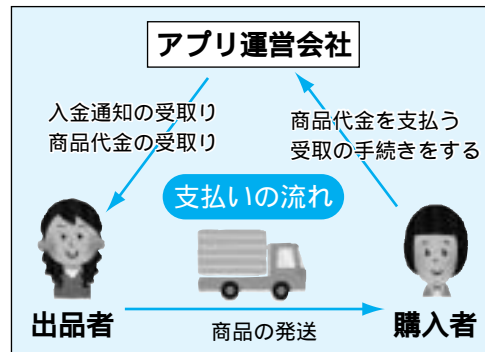 アプリ運営会社
入金通知の受取り
商品代金の受取り
商品代金を支払う
受取の手続きをする
支払いの流れ
出品者
商品の発送
購入者